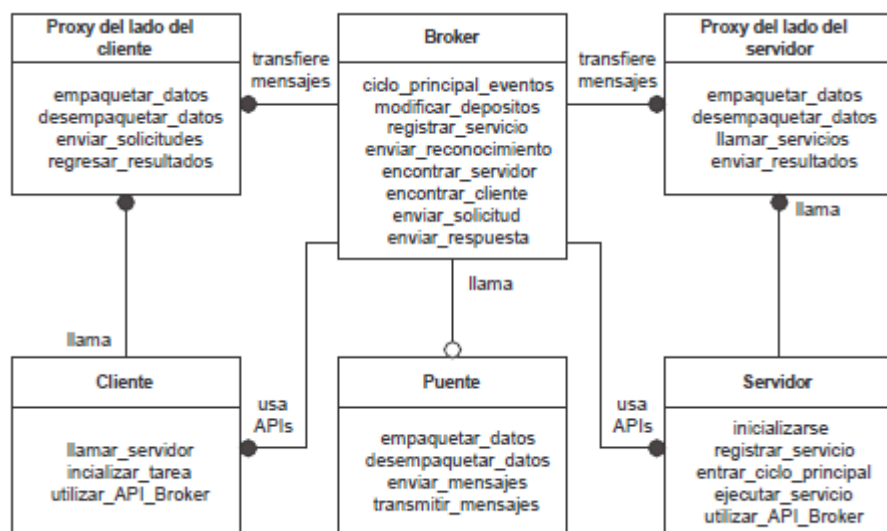 Proxy del lado del
cliente
empaquetar_datos
desempaquetar_datos
enviar_solicitudes
regresar_resultados
transfiere
mensajes
Broker
ciclo_principal_eventos
modificar_depositos
registrar_servicio
enviar_reconocimiento
encontrar_servidor
encontrar_cliente
enviar_solicitud
enviar_respuesta
transfiere
mensajes
Proxy del lado del
servidor
empaquetar_datos
desempaquetar_datos
llamar_servicios
enviar_resultados
llama
llama
llama
Cliente
llamar_servidor
incializar_tarea
utilizar_API_Broker
usa
APIs
Puente
empaquetar_datos
desempaquetar_datos
enviar_mensajes
transmitir_mensajes
usa
APIs
Servidor
inicializarse
registrar_servicio
entrar_ciclo_principal
ejecutar_servicio
utilizar_API_Broker